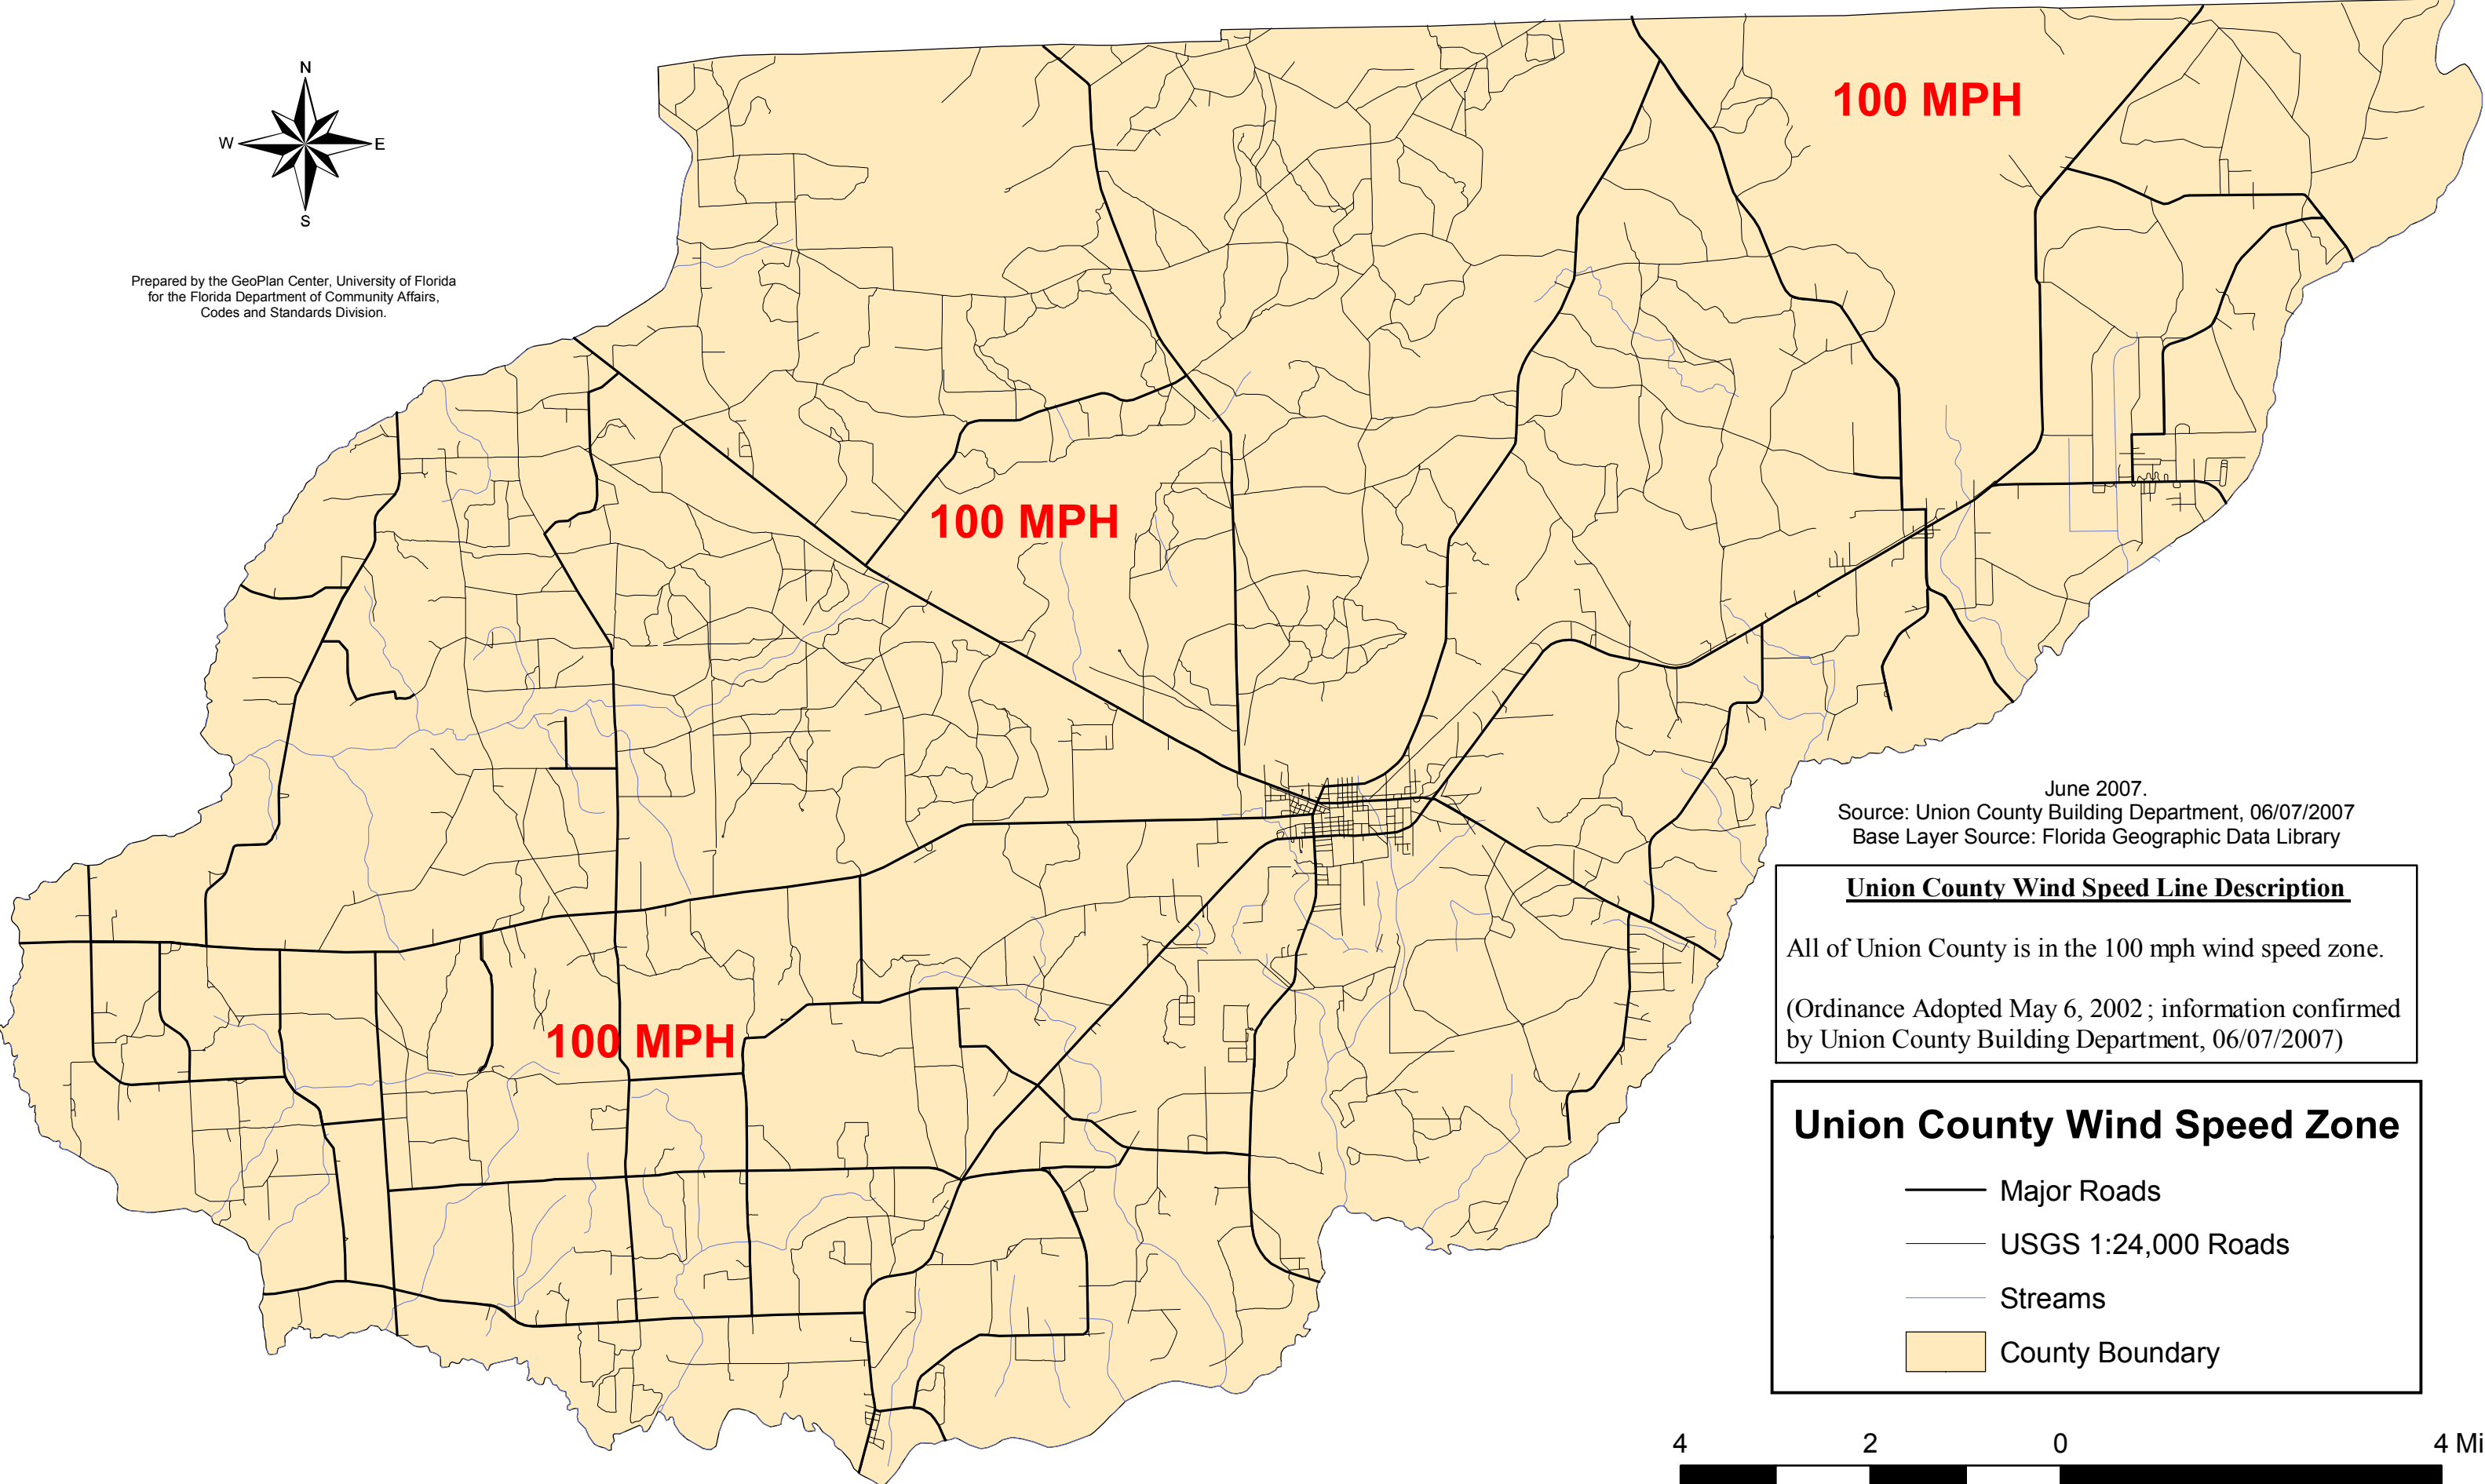 N
W E
S
Prepared by the GeoPlan Center, University of Florida
for the Florida Department of Community Affairs,
Codes and Standards Division.
100 MPH
100 MPH
100 MPH
June 2007.
Source: Union County Building Department, 06/07/2007
Base Layer Source: Florida Geographic Data Library
Union County Wind Speed Line Description
All of Union County is in the 100 mph wind speed zone.
(Ordinance Adopted May 6, 2002; information confirmed
by Union County Building Department, 06/07/2007)
Union County Wind Speed Zone
Major Roads
USGS 1:24,000 Roads
Streams
County Boundary
4 2 0 4 Mi